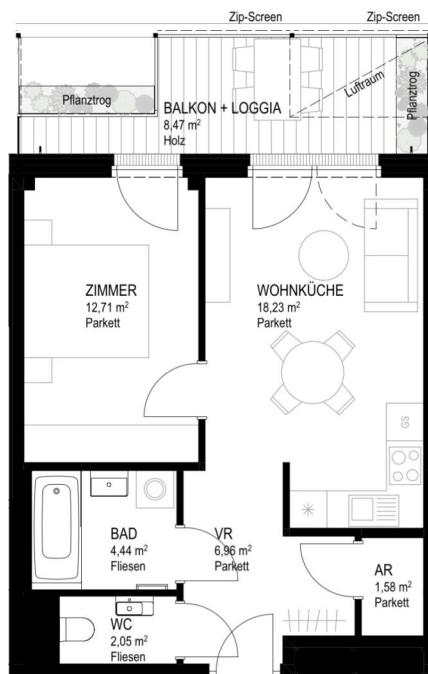 Zip-Screen
Zip-Screen
Pflanztrog
Luftraum
Pflanztrog
BALKON + LOGGIA
8,47 m²
Holz
ZIMMER
12,71 m²
Parkett
WOHNKÜCHE
18,23 m²
Parkett
GS
BAD
4,44 m²
Fliesen
VR
6,96 m²
Parkett
AR
1,58 m²
Parkett
WC
2,05 m²
Fliesen